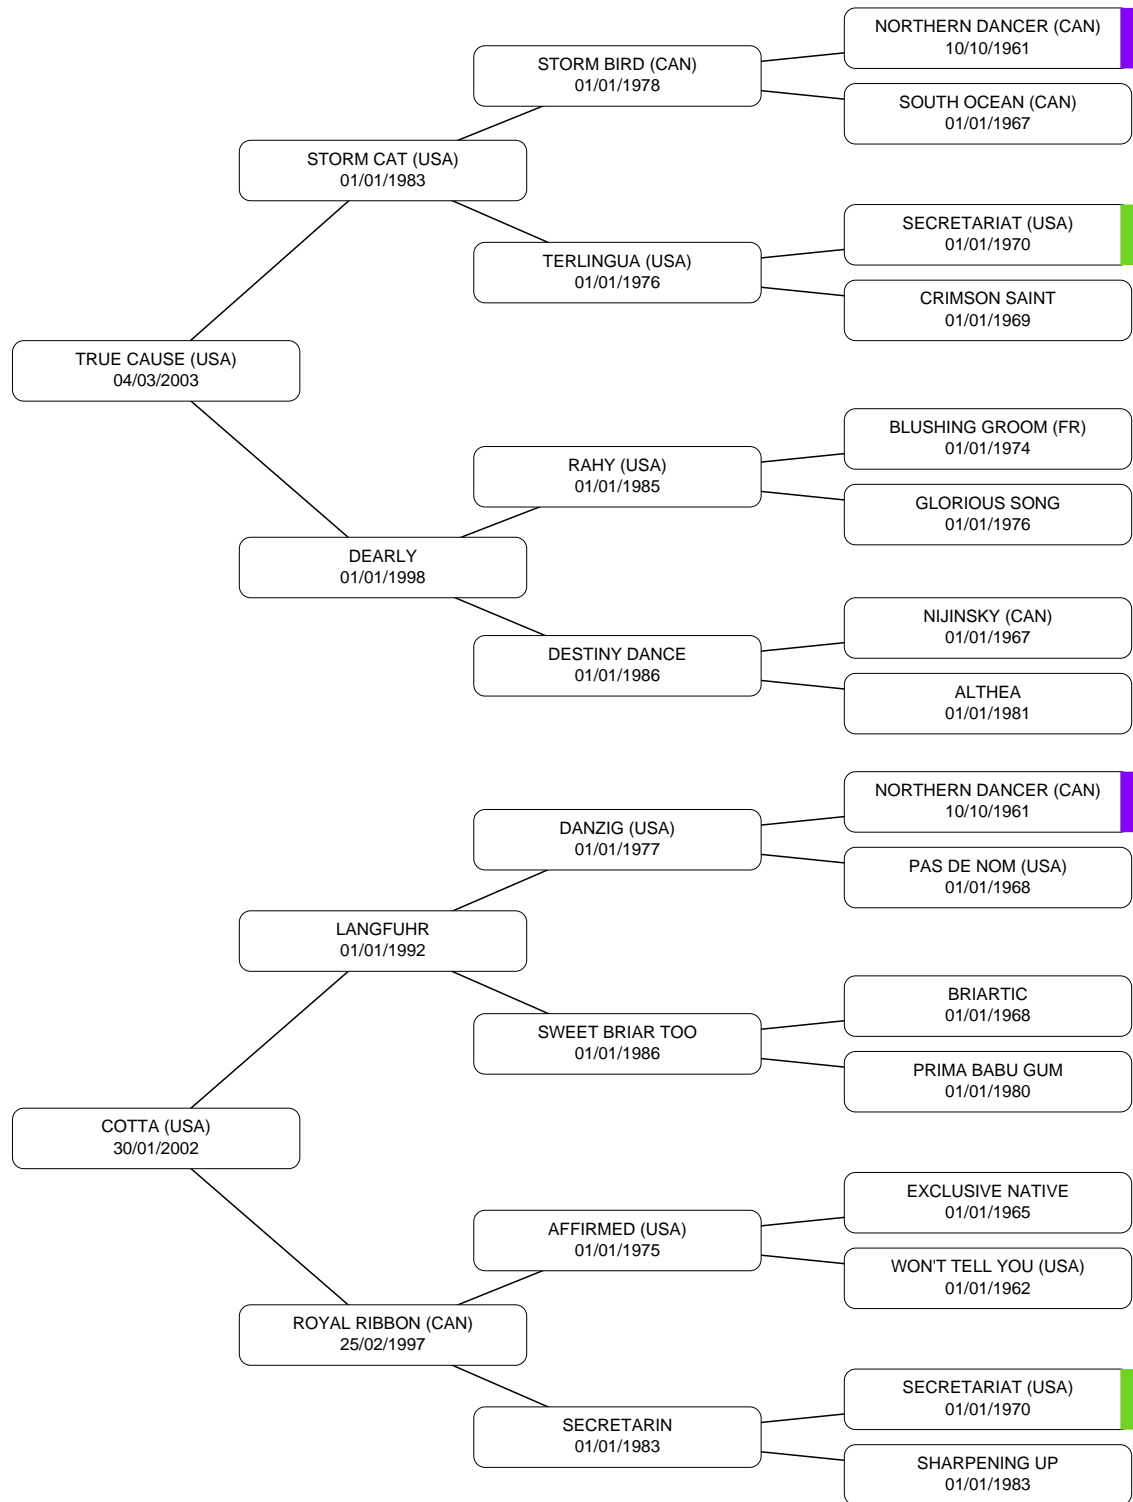 NORTHERN DANCER (CAN)
10/10/1961
STORM BIRD (CAN)
01/01/1978
SOUTH OCEAN (CAN)
01/01/1967
STORM CAT (USA)
01/01/1983
SECRETARIAT (USA)
01/01/1970
TERLINGUA (USA)
01/01/1976
CRIMSON SAINT
01/01/1969
TRUE CAUSE (USA)
04/03/2003
BLUSHING GROOM (FR)
01/01/1974
RAHY (USA)
01/01/1985
GLORIOUS SONG
01/01/1976
DEARLY
01/01/1998
NIJINSKY (CAN)
01/01/1967
DESTINY DANCE
01/01/1986
ALTHEA
01/01/1981
NORTHERN DANCER (CAN)
10/10/1961
DANZIG (USA)
01/01/1977
PAS DE NOM (USA)
01/01/1968
LANGFUHR
01/01/1992
BRIARTIC
01/01/1968
SWEET BRIAR TOO
01/01/1986
PRIMA BABU GUM
01/01/1980
COTTA (USA)
30/01/2002
EXCLUSIVE NATIVE
01/01/1965
AFFIRMED (USA)
01/01/1975
WON'T TELL YOU (USA)
01/01/1962
ROYAL RIBBON (CAN)
25/02/1997
SECRETARIAT (USA)
01/01/1970
SECRETARIN
01/01/1983
SHARPENING UP
01/01/1983